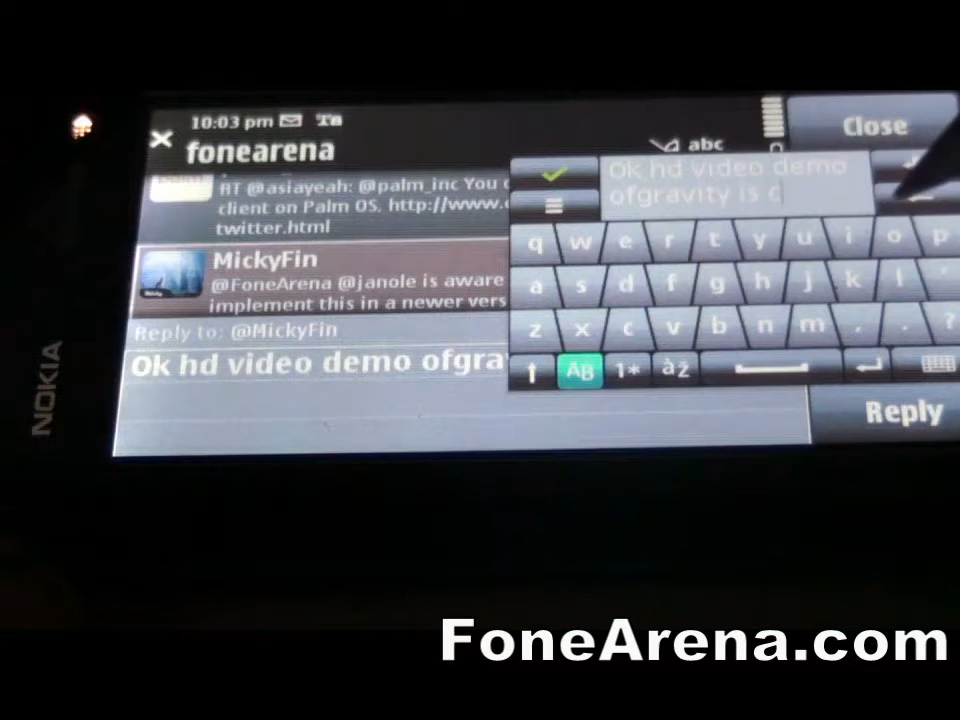 10:03 pm
fonearena
abc
Close
RT @asiayeah: @palm_inc You
client on Palm OS. http://www.
twitter.html
MickyFin
@FoneArena @janole is aware
implement this in a newer vers
Reply to: @MickyFin
Ok hd video demo ofgra
Ok hd video demo
ofgravity is c
q w e r t y u i o p
a s d f g h j k l '
z x c v b n m , . ?
AB 1* àž
Reply
NOKIA
FoneArena.com